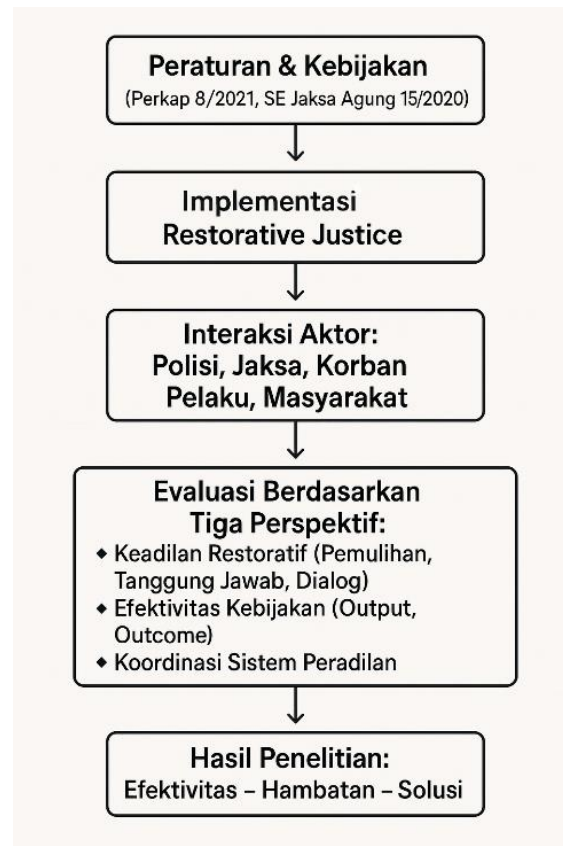 Peraturan & Kebijakan
(Perkap 8/2021, SE Jaksa Agung 15/2020)
Implementasi
Restorative Justice
Interaksi Aktor:
Polisi, Jaksa, Korban
Pelaku, Masyarakat
Evaluasi Berdasarkan
Tiga Perspektif:
◆ Keadilan Restoratif (Pemulihan,
Tanggung Jawab, Dialog)
◆ Efektivitas Kebijakan (Output,
Outcome)
◆ Koordinasi Sistem Peradilan
Hasil Penelitian:
Efektivitas – Hambatan – Solusi